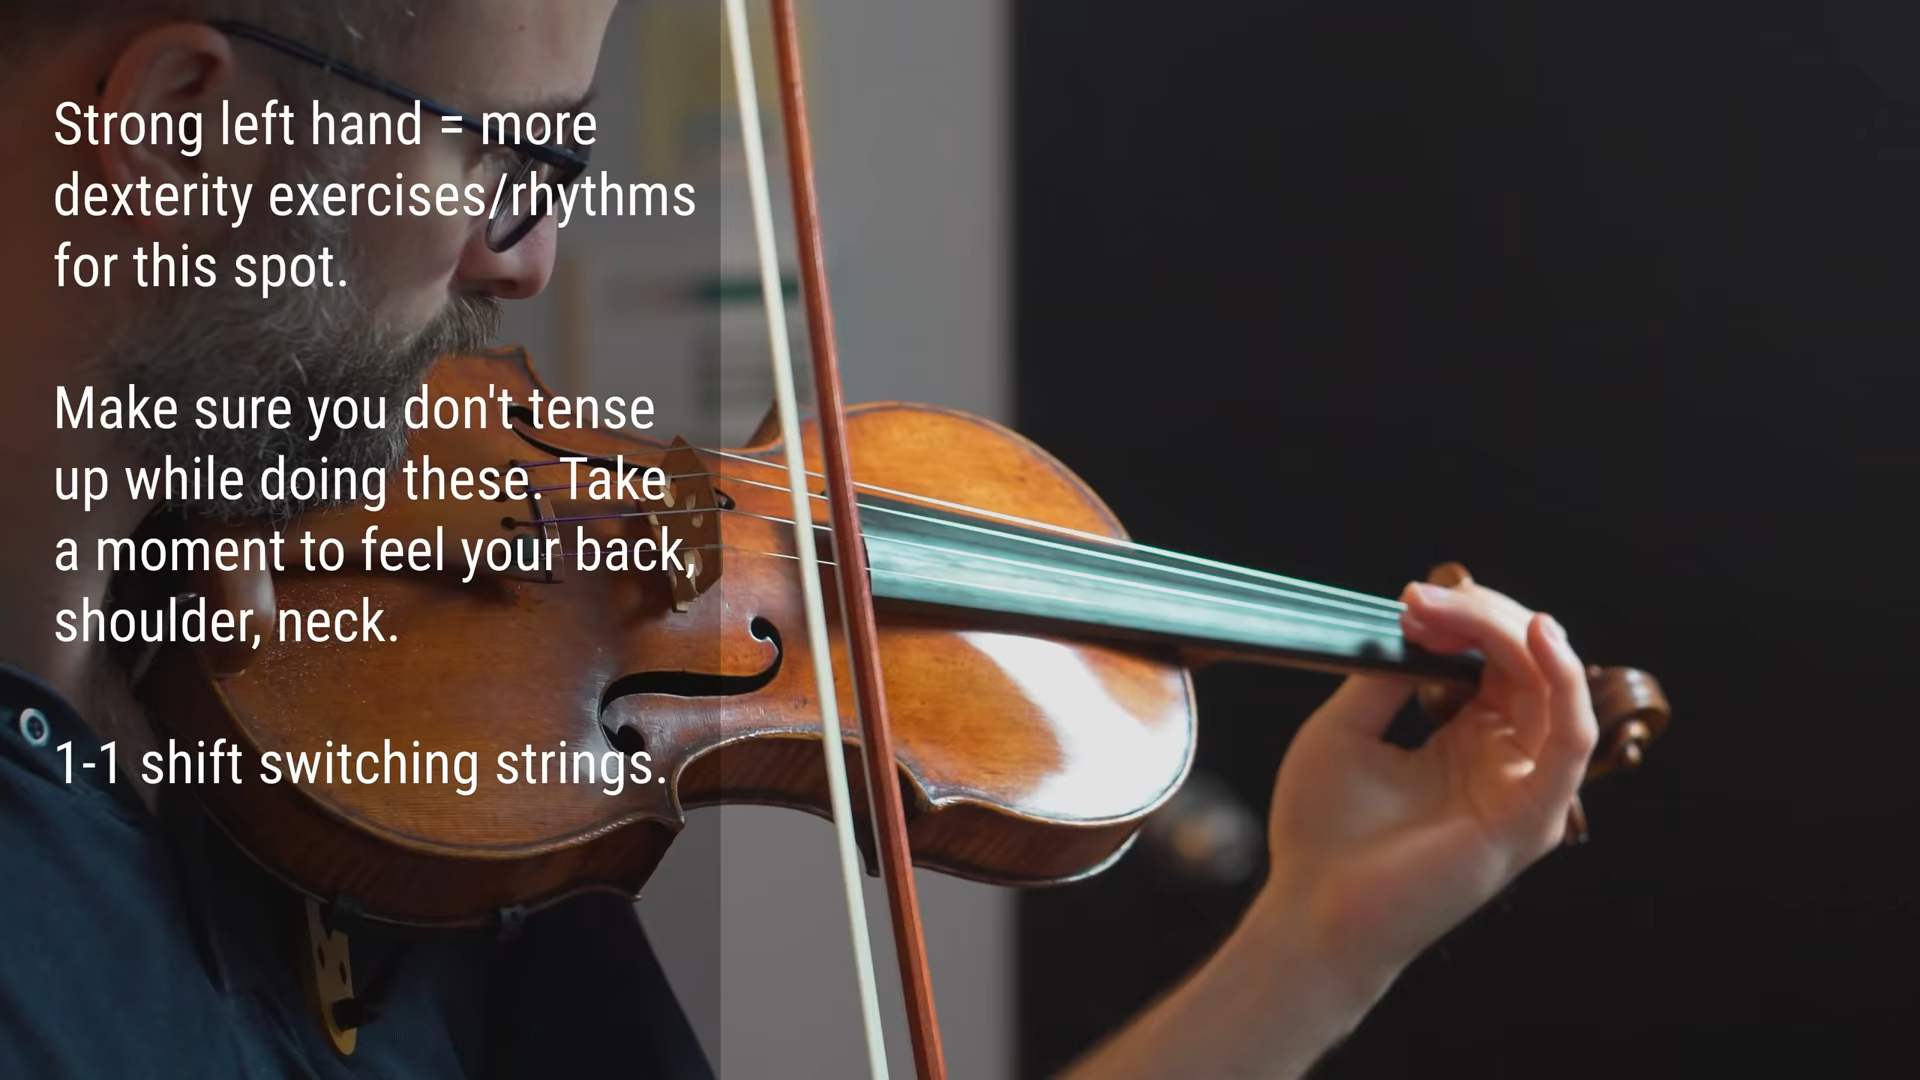 Strong left hand = more
dexterity exercises/rhythms
for this spot.
Make sure you don't tense
up while doing these. Take
a moment to feel your back,
shoulder, neck.
1-1 shift switching strings.